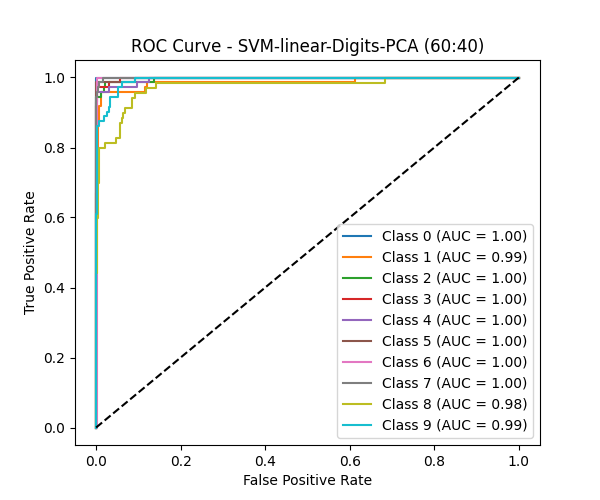 ROC Curve - SVM-linear-Digits-PCA (60:40)
True Positive Rate
1.0
0.8
0.6
0.4
0.2
0.0
Class 0 (AUC = 1.00)
Class 1 (AUC = 0.99)
Class 2 (AUC = 1.00)
Class 3 (AUC = 1.00)
Class 4 (AUC = 1.00)
Class 5 (AUC = 1.00)
Class 6 (AUC = 1.00)
Class 7 (AUC = 1.00)
Class 8 (AUC = 0.98)
Class 9 (AUC = 0.99)
0.0 0.2 0.4 0.6 0.8 1.0
False Positive Rate